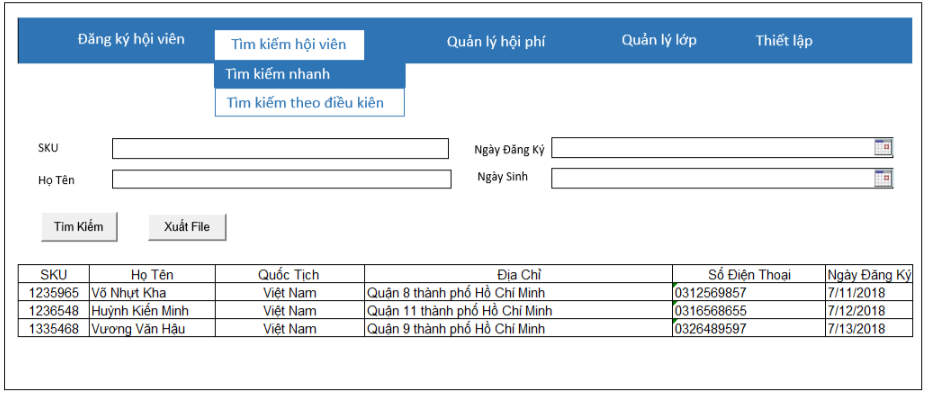 Đăng ký hội viên Tìm kiếm hội viên Quản lý hội phí Quản lý lớp Thiết lập
Tìm kiếm nhanh
Tìm kiếm theo điều kiên
SKU Ngày Đăng Ký
Họ Tên Ngày Sinh
Tìm Kiếm Xuất File
SKU Họ Tên Quốc Tịch Địa Chỉ Số Điện Thoại Ngày Đăng Ký
1235965 Võ Nhựt Kha Việt Nam Quận 8 thành phố Hồ Chí Minh 0312569857 7/11/2018
1236548 Huỳnh Kiến Minh Việt Nam Quận 11 thành phố Hồ Chí Minh 0316568655 7/12/2018
1335468 Vương Văn Hậu Việt Nam Quận 9 thành phố Hồ Chí Minh 0326489597 7/13/2018